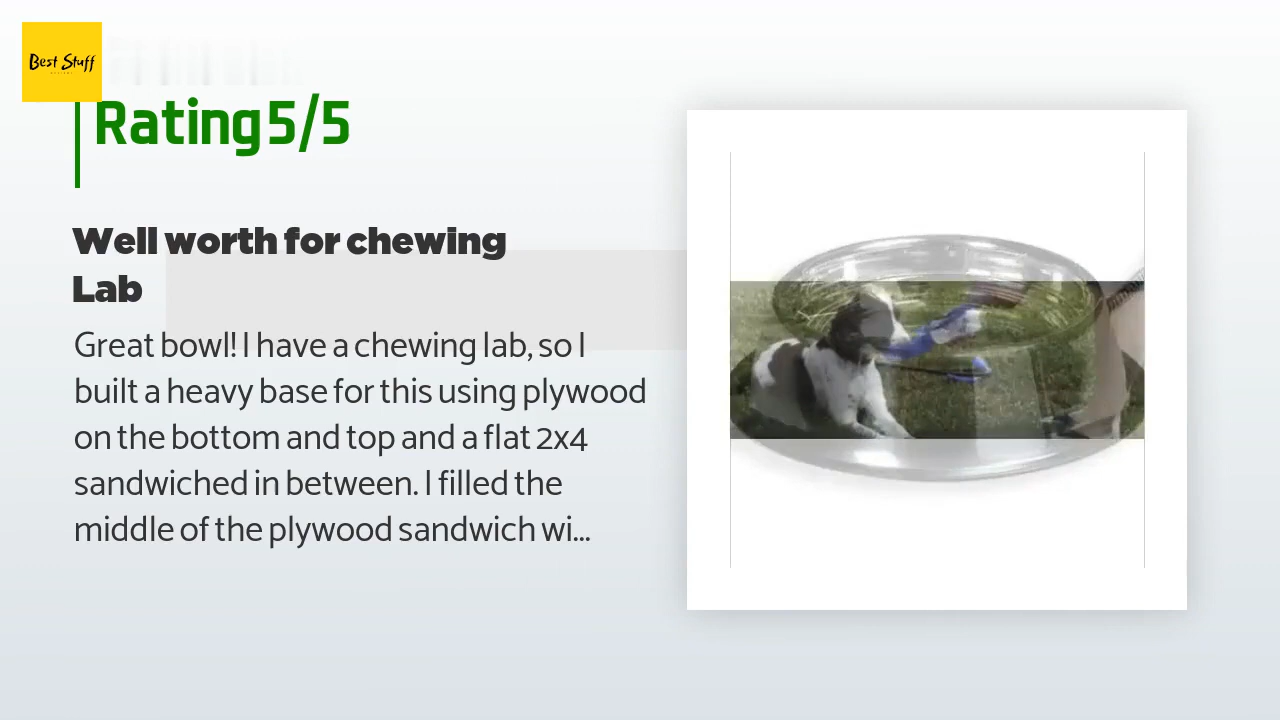 Best Stuff
Rating 5/5
Well worth for chewing
Lab
Great bowl! I have a chewing lab, so I
built a heavy base for this using plywood
on the bottom and top and a flat 2x4
sandwiched in between. I filled the
middle of the plywood sandwich wi...